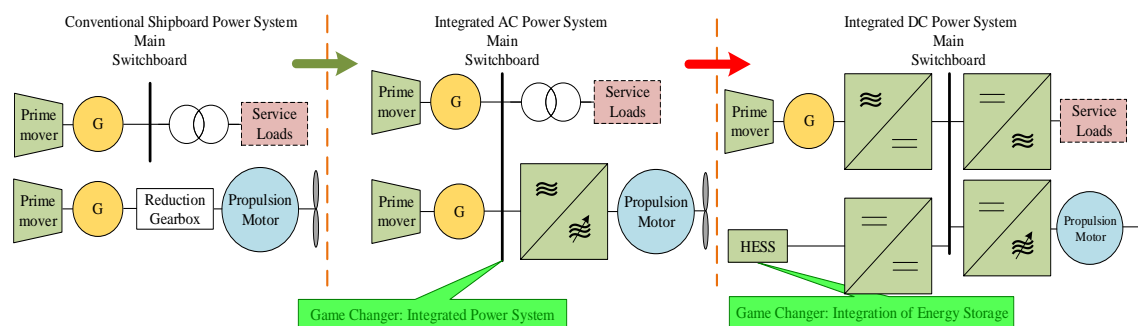 Conventional Shipboard Power System
Main
Switchboard
Prime
mover
G
Service
Loads
Prime
mover
G
Reduction
Gearbox
Propulsion
Motor
Integrated AC Power System
Main
Switchboard
Prime
mover
G
Service
Loads
Prime
mover
G
Propulsion
Motor
Game Changer: Integrated Power System
Integrated DC Power System
Main
Switchboard
Prime
mover
G
Service
Loads
HESS
Propulsion
Motor
Game Changer: Integration of Energy Storage